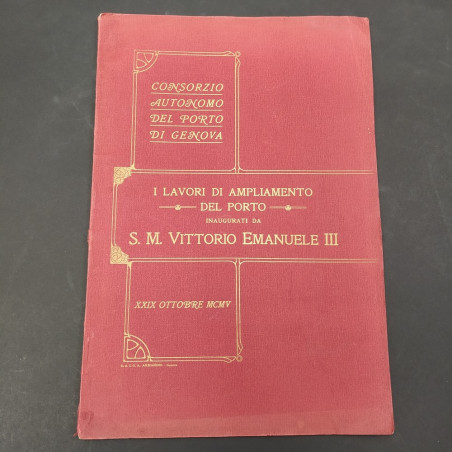 CONSORZIO
AUTONOMO
DEL PORTO
DI GENOVA
I LAVORI DI AMPLIAMENTO
DEL PORTO
INAUGURATI DA
S. M. VITTORIO EMANUELE III
XXIX OTTOBRE MCMV